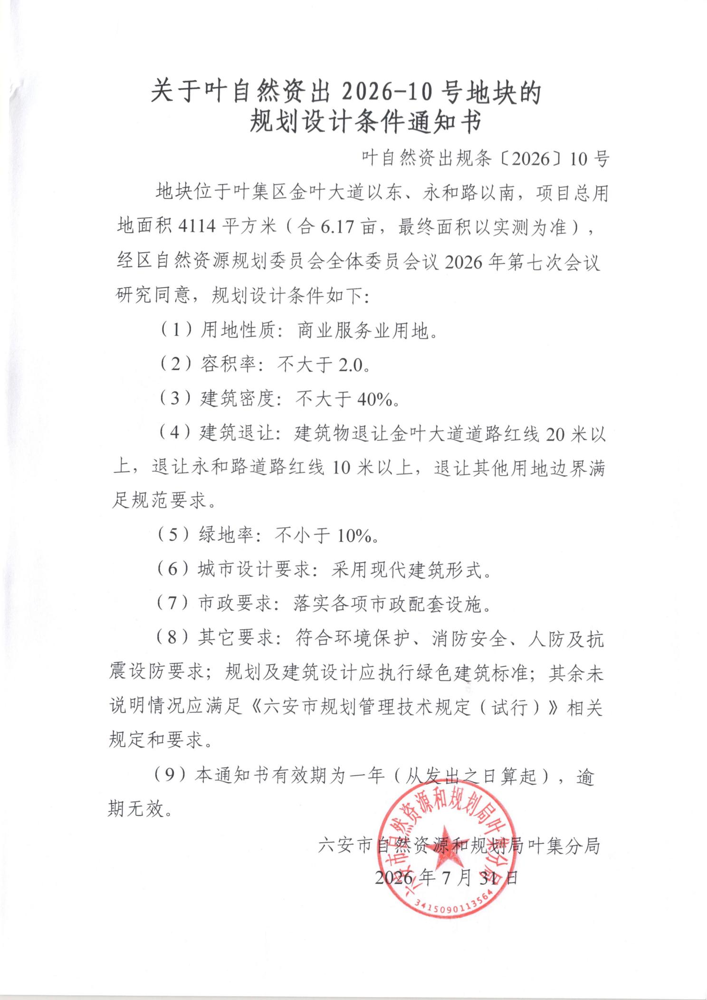 关于叶自然资出 2026-10 号地块的
规划设计条件通知书
叶自然资出规条〔2026〕10 号
地块位于叶集区金叶大道以东、永和路以南，项目总用
地面积 4114 平方米（合 6.17 亩，最终面积以实测为准），
经区自然资源规划委员会全体委员会议 2026 年第七次会议
研究同意，规划设计条件如下：
（1）用地性质：商业服务业用地。
（2）容积率：不大于 2.0。
（3）建筑密度：不大于 40%。
（4）建筑退让：建筑物退让金叶大道道路红线 20 米以
上，退让永和路道路红线 10 米以上，退让其他用地边界满
足规范要求。
（5）绿地率：不小于 10%。
（6）城市设计要求：采用现代建筑形式。
（7）市政要求：落实各项市政配套设施。
（8）其它要求：符合环境保护、消防安全、人防及抗
震设防要求；规划及建筑设计应执行绿色建筑标准；其余未
说明情况应满足《六安市规划管理技术规定（试行）》相关
规定和要求。
（9）本通知书有效期为一年（从发出之日算起），逾
期无效。
六安市自然资源和规划局叶集分局
2026 年 7 月 31 日
六安市自然资源和规划局叶集分局
3415090113564